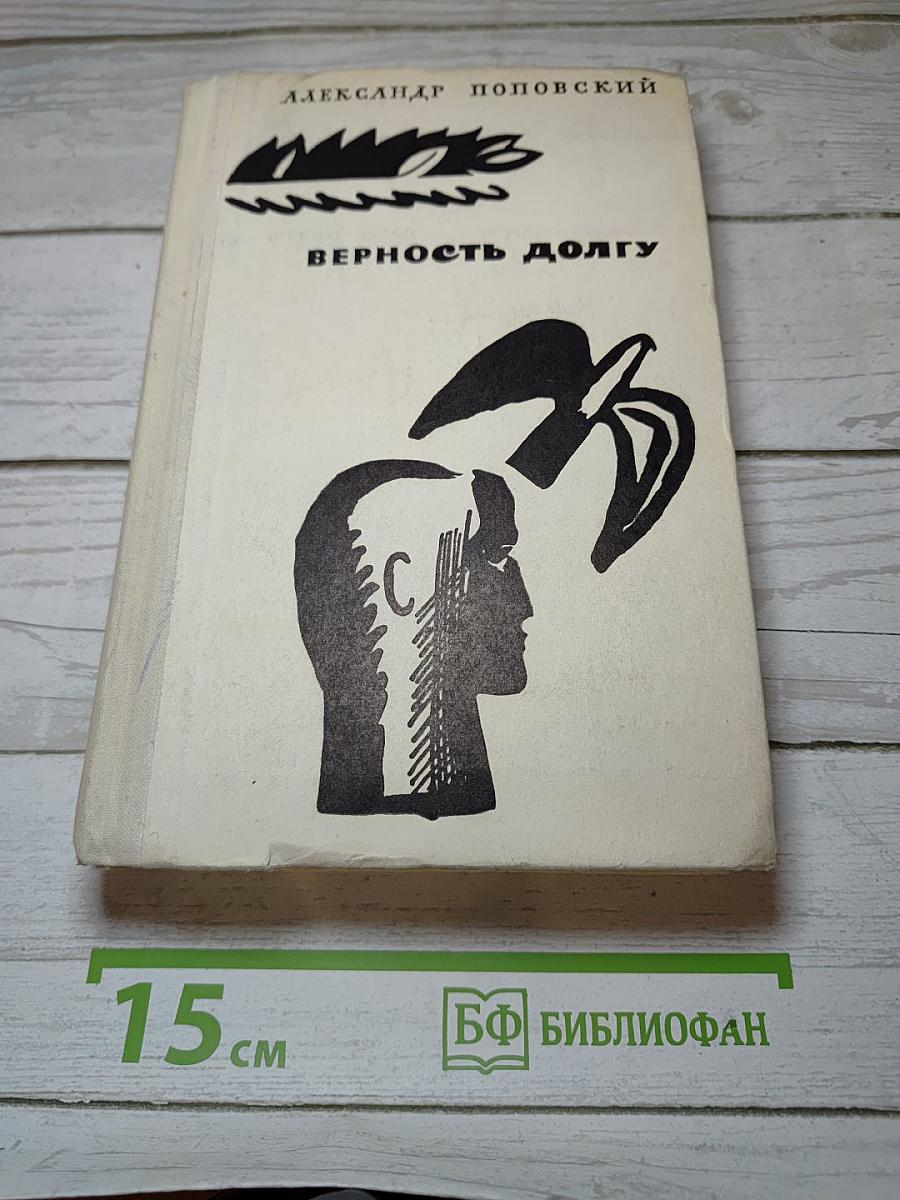 АЛЕКСАНДР ПОПОВСКИЙ
ВЕРНОСТЬ ДОЛГУ
15 см
БФ БИБЛИОФАН